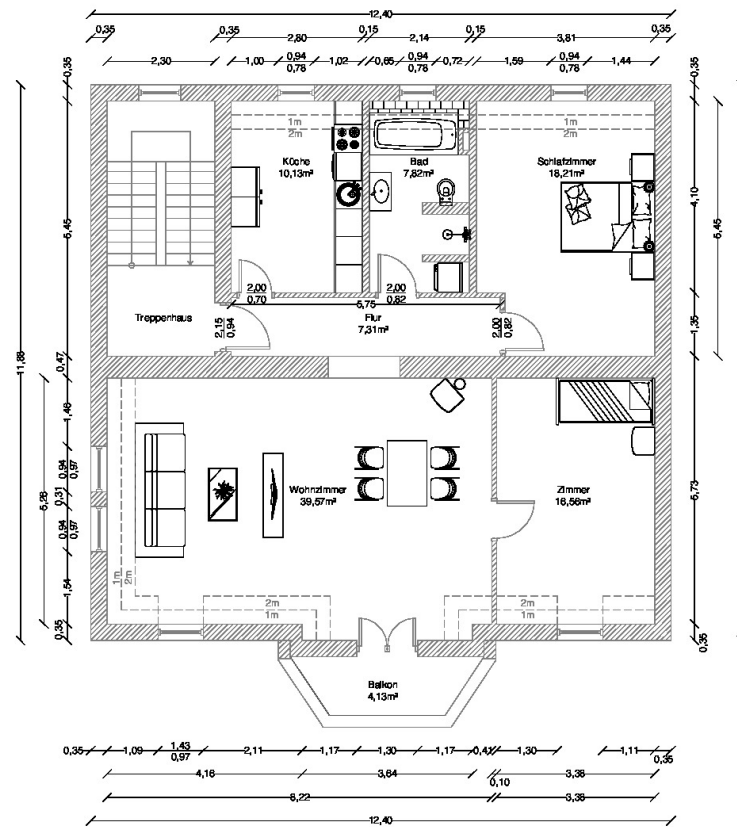 12,40
0,35 0,35 2,80 0,15 2,14 0,15 3,81 0,35
2,30 1,00 0,94 1,02 0,65 0,94 0,72 1,59 0,94 1,44
0,78 0,78 0,78
0,35 0,35
1m 1m
2m 2m
Küche Bad Schlafzimmer
10,13m² 7,82m² 18,21m²
4,10
5,45 5,45
2,00 2,00
0,70 0,82
5,75
Treppenhaus Flur
7,31m²
2,15 2,00
0,94 0,82
1,35
0,47
11,88
1,46
0,94
0,97
Wohnzimmer Zimmer
39,57m² 16,56m²
5,26 0,31 5,73
0,94
0,97
1,54
1m
2m
2m 2m
1m 1m
0,35 0,35
Balkon
4,13m²
0,35 1,09 1,43 2,11 1,17 1,30 1,17 0,41 1,30 1,11 0,35
0,97
4,16 3,64 0,10 3,38
8,22 3,38
12,40